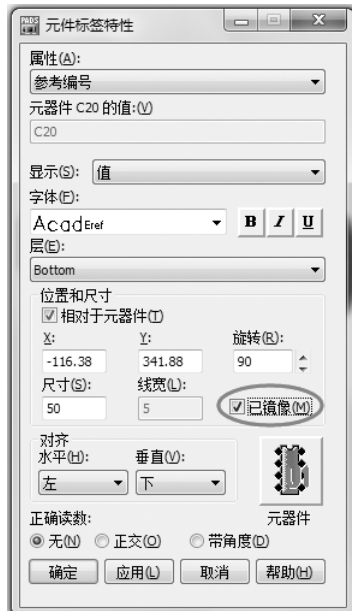 PADS 元件标签特性
属性(A):
参考编号
元器件 C20 的值:(V)
C20
显示(S): 值
字体(F):
Acad Eref B I U
层(E):
Bottom
位置和尺寸
相对于元器件(T)
X: Y: 旋转(R):
-116.38 341.88 90
尺寸(S): 线宽(L):
50 5 已镜像(M)
对齐
水平(H): 垂直(V):
左 下
元器件
正确读数:
无(N) 正交(O) 带角度(D)
确定 应用(L) 取消 帮助(H)